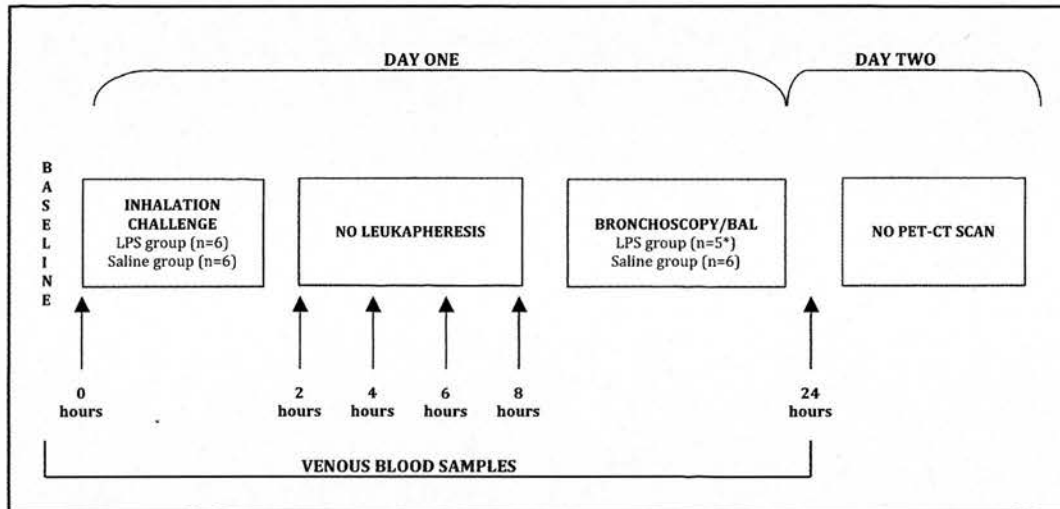 DAY ONE
DAY TWO
BASELINE
INHALATION
CHALLENGE
LPS group (n=6)
Saline group (n=6)
NO LEUKAPHERESIS
BRONCHOSCOPY/BAL
LPS group (n=5*)
Saline group (n=6)
NO PET-CT SCAN
0
hours
2
hours
4
hours
6
hours
8
hours
24
hours
VENOUS BLOOD SAMPLES